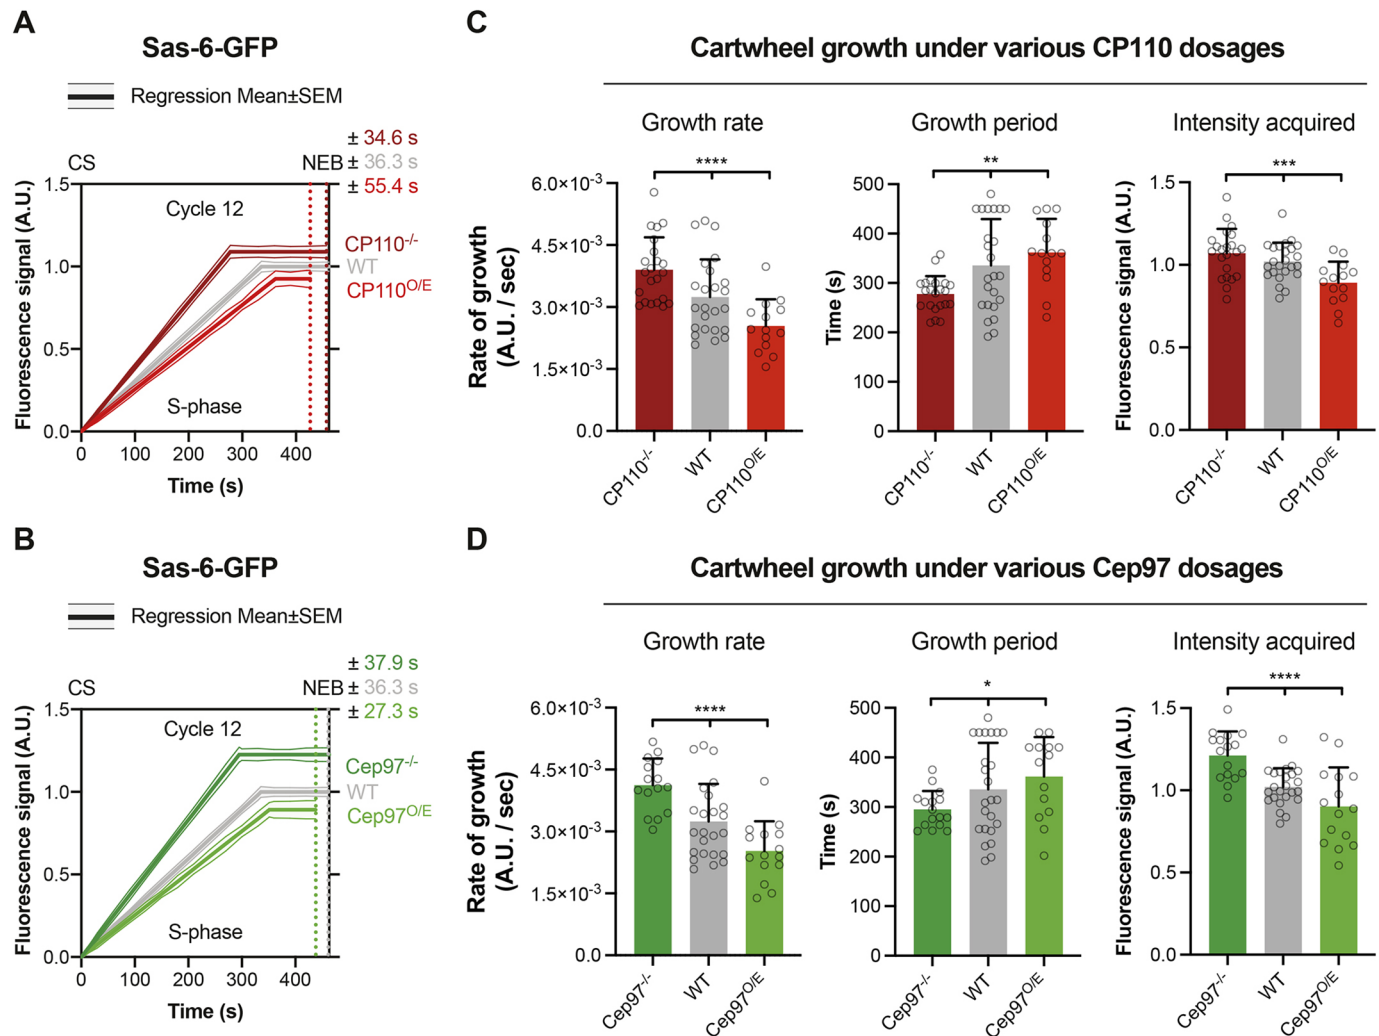 A
Sas-6-GFP
Regression Mean±SEM
± 34.6 s
CS NEB ± 36.3 s
± 55.4 s
Fluorescence signal (A.U.)
1.5
1.0
0.5
0.0
Cycle 12
S-phase
CP110-/-
WT
CP110O/E
0 100 200 300 400
Time (s)
B
Sas-6-GFP
Regression Mean±SEM
± 37.9 s
CS NEB ± 36.3 s
± 27.3 s
Fluorescence signal (A.U.)
1.5
1.0
0.5
0.0
Cycle 12
S-phase
Cep97-/-
WT
Cep97O/E
0 100 200 300 400
Time (s)
C
Cartwheel growth under various CP110 dosages
Growth rate
****
Rate of growth
(A.U. / sec)
6.0×10-3
4.5×10-3
3.0×10-3
1.5×10-3
0.0
CP110-/- WT CP110O/E
Growth period
**
Time (s)
500
400
300
200
100
0
CP110-/- WT CP110O/E
Intensity acquired
***
Fluorescence signal (A.U.)
1.5
1.0
0.5
0.0
CP110-/- WT CP110O/E
D
Cartwheel growth under various Cep97 dosages
Growth rate
****
Rate of growth
(A.U. / sec)
6.0×10-3
4.5×10-3
3.0×10-3
1.5×10-3
0.0
Cep97-/- WT Cep97O/E
Growth period
*
Time (s)
500
400
300
200
100
0
Cep97-/- WT Cep97O/E
Intensity acquired
****
Fluorescence signal (A.U.)
1.5
1.0
0.5
0.0
Cep97-/- WT Cep97O/E